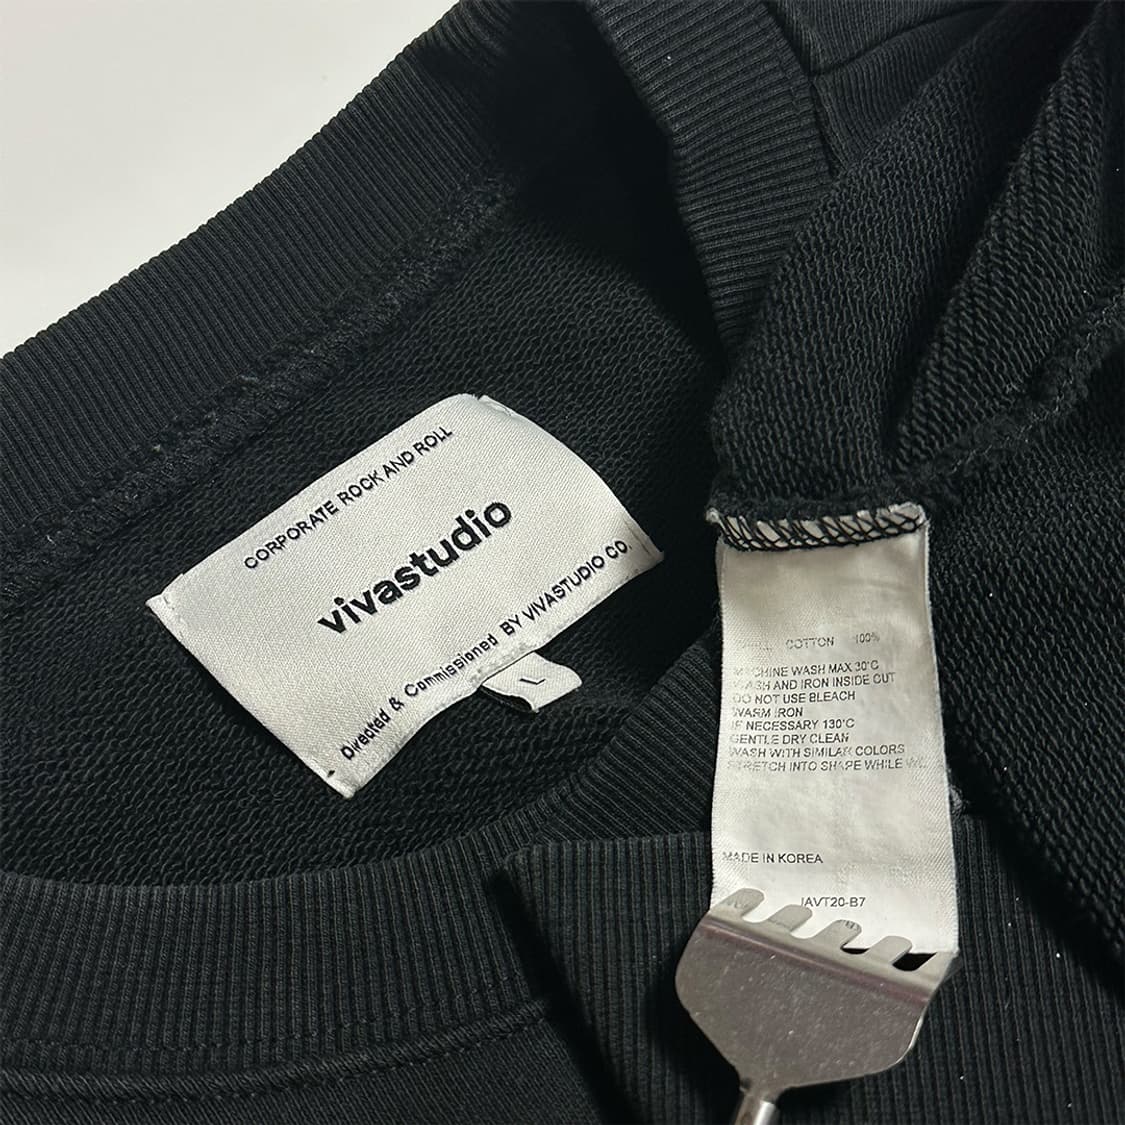 CORPORATE ROCK AND ROLL
vivastudio
Directed & Commissioned BY VIVASTUDIO CO.
L
COTTON 100%
MACHINE WASH MAX 30°C
WASH AND IRON INSIDE OUT
DO NOT USE BLEACH
WARM IRON
IF NECESSARY 130°C
GENTLE DRY CLEAN
WASH WITH SIMILAR COLORS
STRETCH INTO SHAPE WHILE
MADE IN KOREA
JAVT20-B7